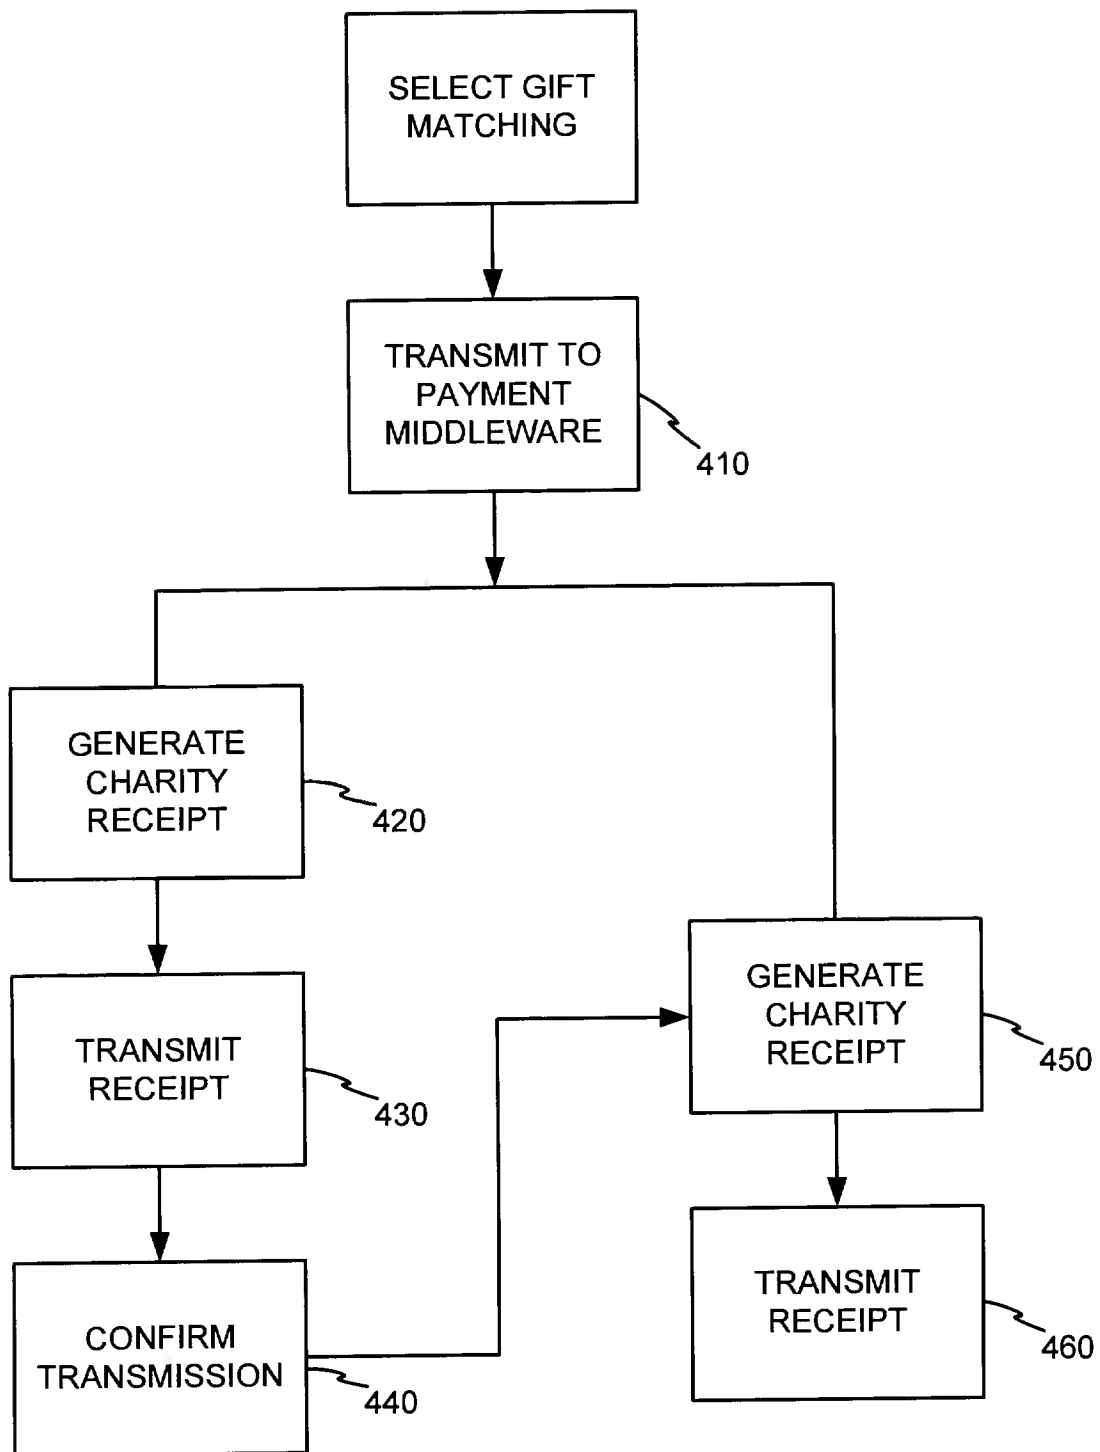 SELECT GIFT
MATCHING
TRANSMIT TO
PAYMENT
MIDDLEWARE
410
GENERATE
CHARITY
RECEIPT
420
TRANSMIT
RECEIPT
430
CONFIRM
TRANSMISSION
440
GENERATE
CHARITY
RECEIPT
450
TRANSMIT
RECEIPT
460